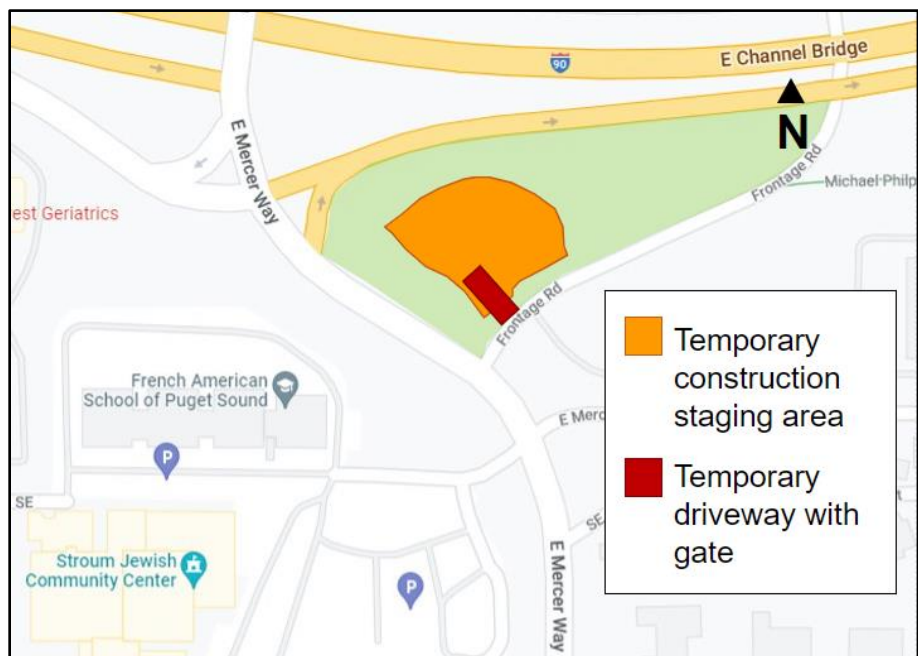 E Channel Bridge
90
N
E Mercer Way
Frontage Rd
Michael Philp
est Geriatrics
Frontage Rd
French American
School of Puget Sound
P
E Merc
SE
SE
Stroum Jewish
Community Center
P
E Mercer Way
Temporary
construction
staging area
Temporary
driveway with
gate